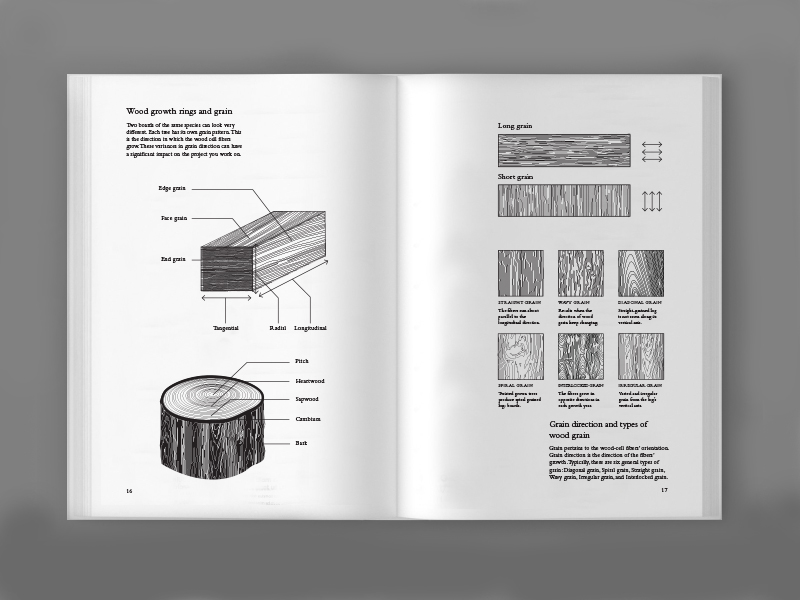 Wood growth rings and grain
Two boards of the same species can look very
different. Each tree has its own grain pattern. This
is the direction in which the wood cell fibers
grow. These variances in grain direction can have
a significant impact on the project you work on.
Edge grain
Face grain
End grain
Tangential
Radial
Longitudinal
Pitch
Heartwood
Sapwood
Cambium
Bark
16
Long grain
Short grain
STRAIGHT GRAIN
The fibers run about
parallel to the
longitudinal direction.
WAVY GRAIN
Results when the
direction of wood
grain keep changing.
DIAGONAL GRAIN
Straight-grained log
is not sawn along its
vertical axis.
SPIRAL GRAIN
Twisted grown trees
produce spiral grained
log boards.
INTERLOCKED GRAIN
The fibers grow in
opposite directions in
each growth year.
IRREGULAR GRAIN
Varied and irregular
grain from the log's
vertical axis.
Grain direction and types of
wood grain
Grain pertains to the wood-cell fibers' orientation.
Grain direction is the direction of the fibers'
growth. Typically, there are six general types of
grain: Diagonal grain, Spiral grain, Straight grain,
Wavy grain, Irregular grain, and Interlocked grain.
17